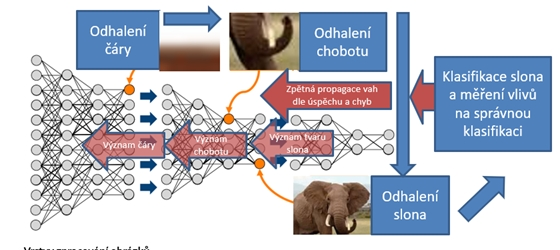 Odhalení
čáry
Odhalení
chobotu
Zpětná propagace vah
dle úspěchu a chyb
Klasifikace slona
a měření vlivů
na správnou
klasifikaci
Význam čáry
Význam
chobotu
Význam tvaru
slona
Odhalení
slona